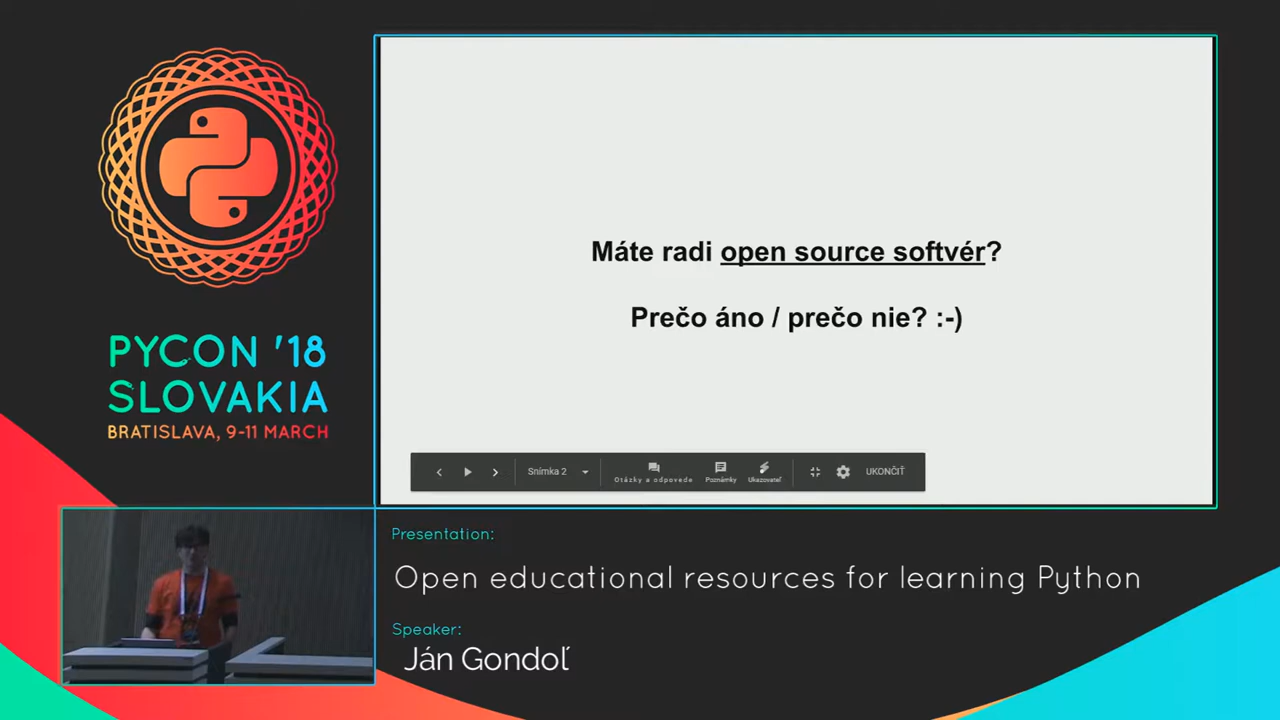 PYCON '18
SLOVAKIA
BRATISLAVA, 9-11 MARCH
Máte radi open source softvér?
Prečo áno / prečo nie? :-)
Snímka 2
Otázky a odpovede
Poznámky
Ukazovateľ
UKONČIŤ
Presentation:
Open educational resources for learning Python
Speaker:
Ján Gondoľ